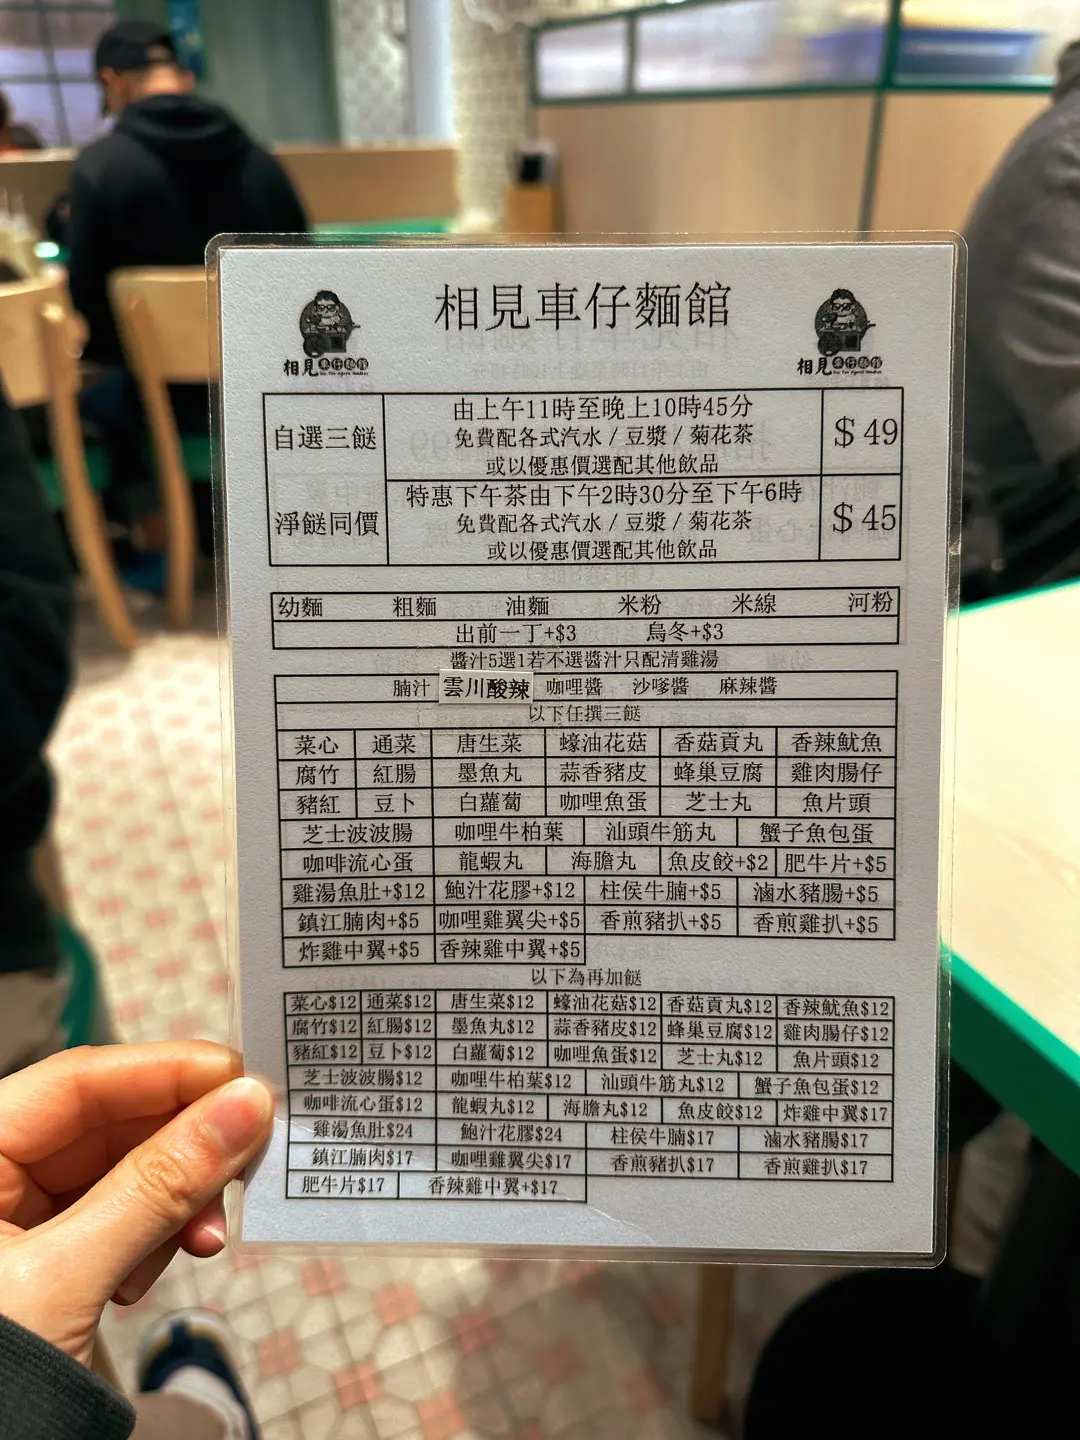 相見車仔麵館
相見車仔麵館
相見車仔麵館
自選三餸
淨餸同價
由上午11時至晚上10時45分
免費配各式汽水 / 豆漿 / 菊花茶
或以優惠價選配其他飲品
$49
特惠下午茶由下午2時30分至下午6時
免費配各式汽水 / 豆漿 / 菊花茶
或以優惠價選配其他飲品
$45
幼麵 粗麵 油麵 米粉 米線 河粉
出前一丁+$3 烏冬+$3
醬汁5選1若不選醬汁只配清雞湯
腩汁 雲川酸辣 咖哩醬 沙嗲醬 麻辣醬
以下任撰三餸
菜心 通菜 唐生菜 蠔油花菇 香菇貢丸 香辣魷魚
腐竹 紅腸 墨魚丸 蒜香豬皮 蜂巢豆腐 雞肉腸仔
豬紅 豆卜 白蘿蔔 咖哩魚蛋 芝士丸 魚片頭
芝士波波腸 咖哩牛柏葉 汕頭牛筋丸 蟹子魚包蛋
咖啡流心蛋 龍蝦丸 海膽丸 魚皮餃+$2 肥牛片+$5
雞湯魚肚+$12 鮑汁花膠+$12 柱侯牛腩+$5 滷水豬腸+$5
鎮江腩肉+$5 咖哩雞翼尖+$5 香煎豬扒+$5 香煎雞扒+$5
炸雞中翼+$5 香辣雞中翼+$5
以下為再加餸
菜心$12 通菜$12 唐生菜$12 蠔油花菇$12 香菇貢丸$12 香辣魷魚$12
腐竹$12 紅腸$12 墨魚丸$12 蒜香豬皮$12 蜂巢豆腐$12 雞肉腸仔$12
豬紅$12 豆卜$12 白蘿蔔$12 咖哩魚蛋$12 芝士丸$12 魚片頭$12
芝士波波腸$12 咖哩牛柏葉$12 汕頭牛筋丸$12 蟹子魚包蛋$12
咖啡流心蛋$12 龍蝦丸$12 海膽丸$12 魚皮餃$12 炸雞中翼$17
雞湯魚肚$24 鮑汁花膠$24 柱侯牛腩$17 滷水豬腸$17
鎮江腩肉$17 咖哩雞翼尖$17 香煎豬扒$17 香煎雞扒$17
肥牛片$17 香辣雞中翼+$17